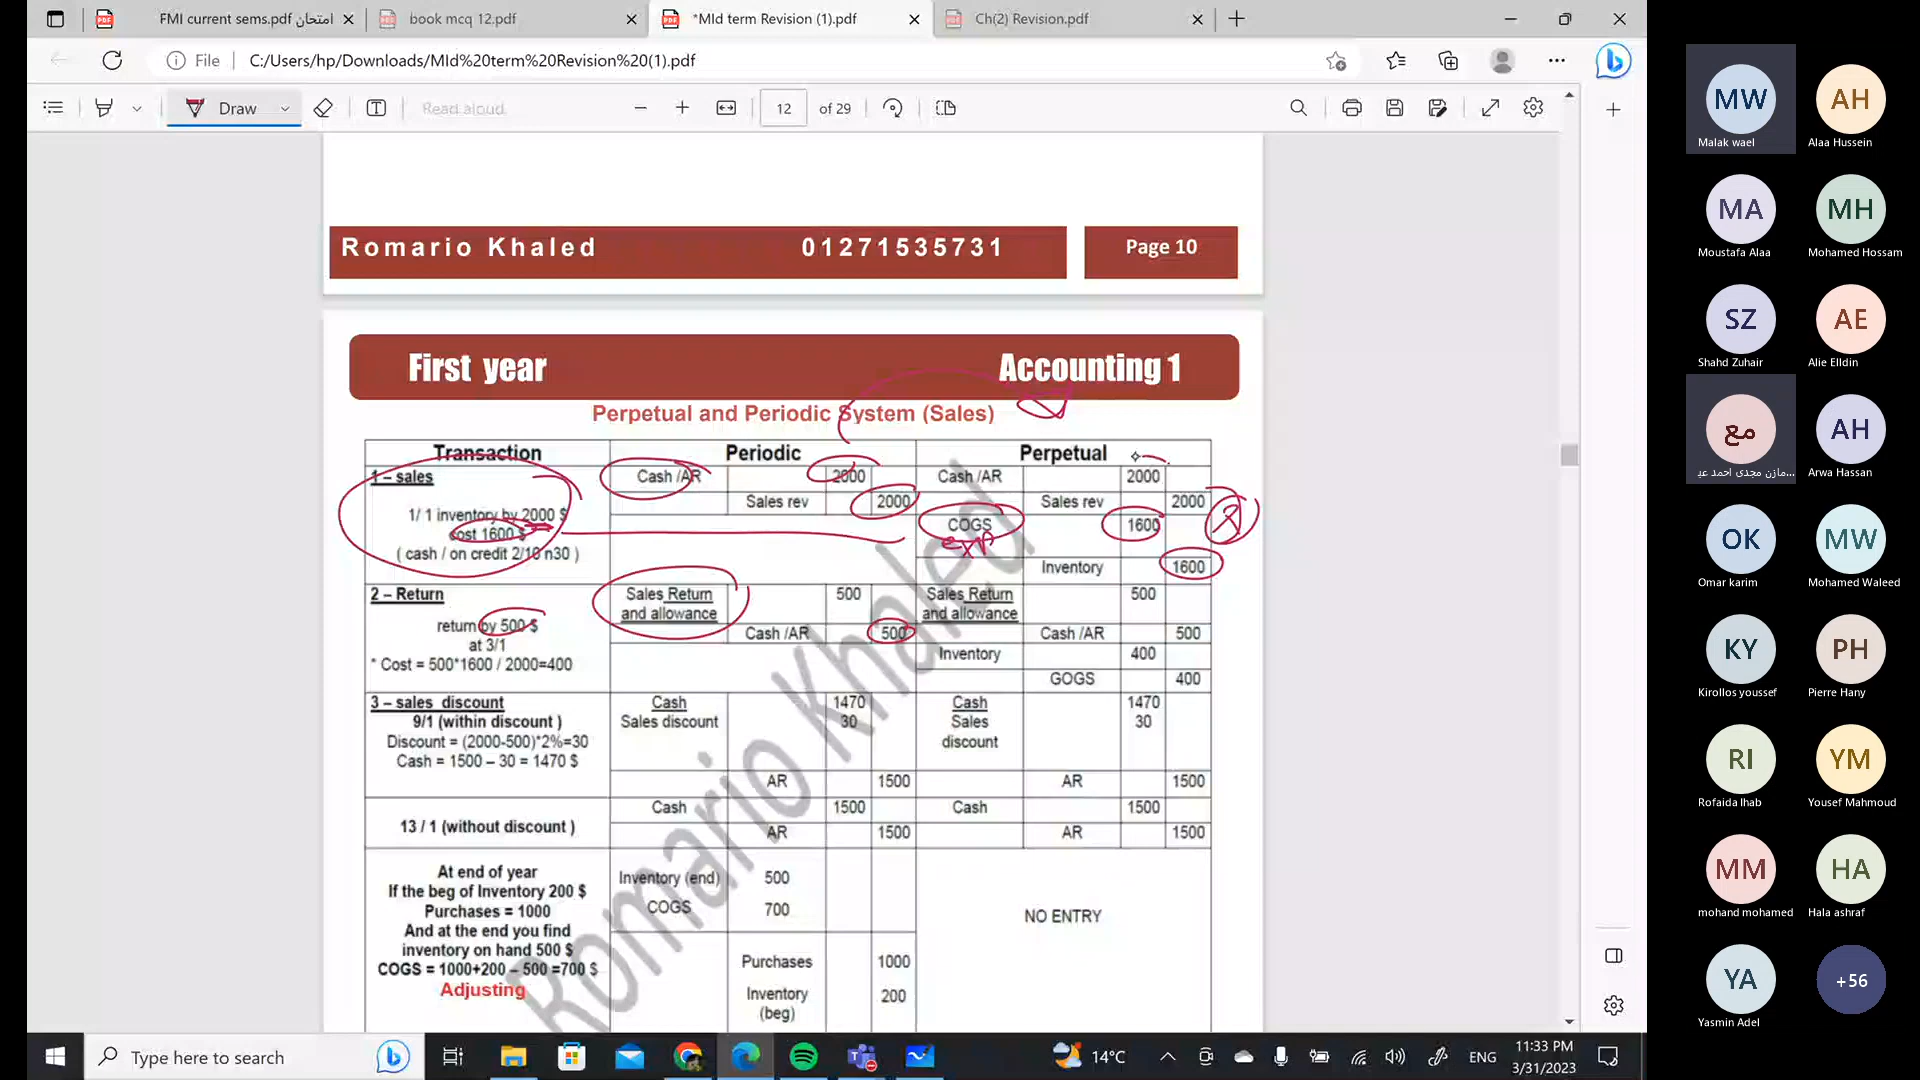 FMI current sems.pdf امتحان
book mcq 12.pdf
*MId term Revision (1).pdf
Ch(2) Revision.pdf
File
C:/Users/hp/Downloads/MId%20term%20Revision%20(1).pdf
Draw
Read aloud
12 of 29
Romario Khaled 01271535731 Page 10
First year Accounting 1
Perpetual and Periodic System (Sales)
Transaction Periodic Perpetual
1 – sales
1/ 1 inventory by 2000 $
cost 1600 $
( cash / on credit 2/10 n30 )
Cash /AR 2000
Sales rev 2000
Cash /AR 2000
Sales rev 2000
COGS 1600
exp
Inventory 1600
2 – Return
return by 500 $
at 3/1
* Cost = 500*1600 / 2000=400
Sales Return 500
and allowance
Cash /AR 500
Sales Return 500
and allowance
Cash /AR 500
Inventory 400
GOGS 400
3 – sales discount
9/1 (within discount )
Discount = (2000-500)*2%=30
Cash = 1500 – 30 = 1470 $
Cash 1470
Sales discount 30
AR 1500
Cash 1470
Sales 30
discount
AR 1500
13 / 1 (without discount )
Cash 1500
AR 1500
Cash 1500
AR 1500
At end of year
If the beg of Inventory 200 $
Purchases = 1000
And at the end you find
inventory on hand 500 $
COGS = 1000+200 – 500 =700 $
Adjusting
Inventory (end) 500
COGS 700
Purchases 1000
Inventory 200
(beg)
NO ENTRY
Romario Khaled
MW
Malak wael
AH
Alaa Hussein
MA
Moustafa Alaa
MH
Mohamed Hossam
SZ
Shahd Zuhair
AE
Alie Elldin
مع
مازن مجدى احمد عبد...
AH
Arwa Hassan
OK
Omar karim
MW
Mohamed Waleed
KY
Kirollos youssef
PH
Pierre Hany
RI
Rofaida Ihab
YM
Yousef Mahmoud
MM
mohand mohamed
HA
Hala ashraf
YA
Yasmin Adel
+56
Type here to search
14°C
ENG
11:33 PM
3/31/2023